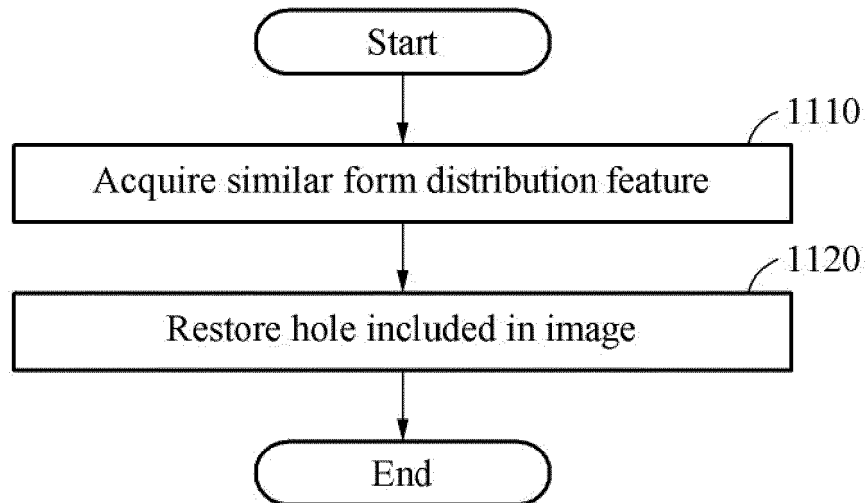 Start
1110
Acquire similar form distribution feature
1120
Restore hole included in image
End